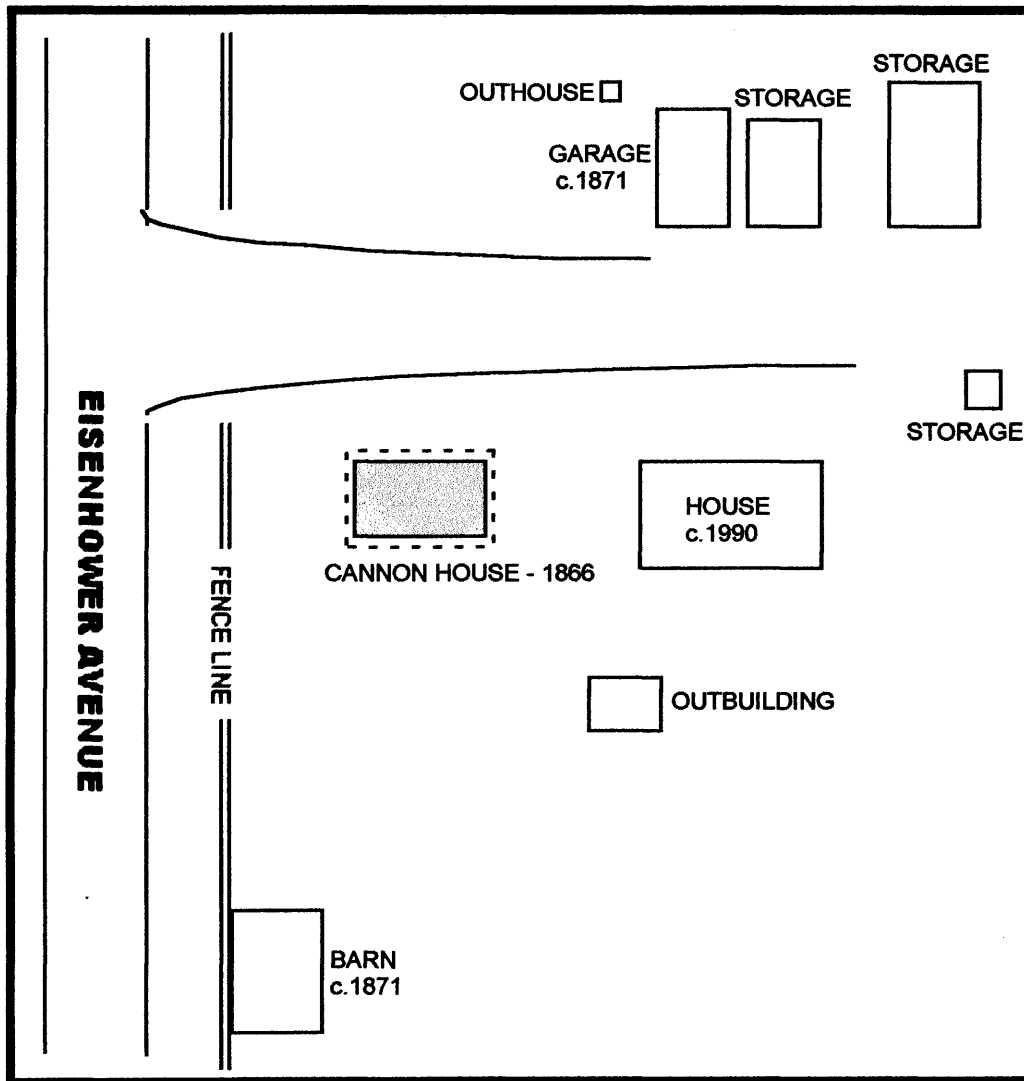 STORAGE
OUTHOUSE
STORAGE
GARAGE
c.1871
EISENHOWER AVENUE
STORAGE
HOUSE
c.1990
CANNON HOUSE - 1866
FENCE LINE
OUTBUILDING
BARN
c.1871